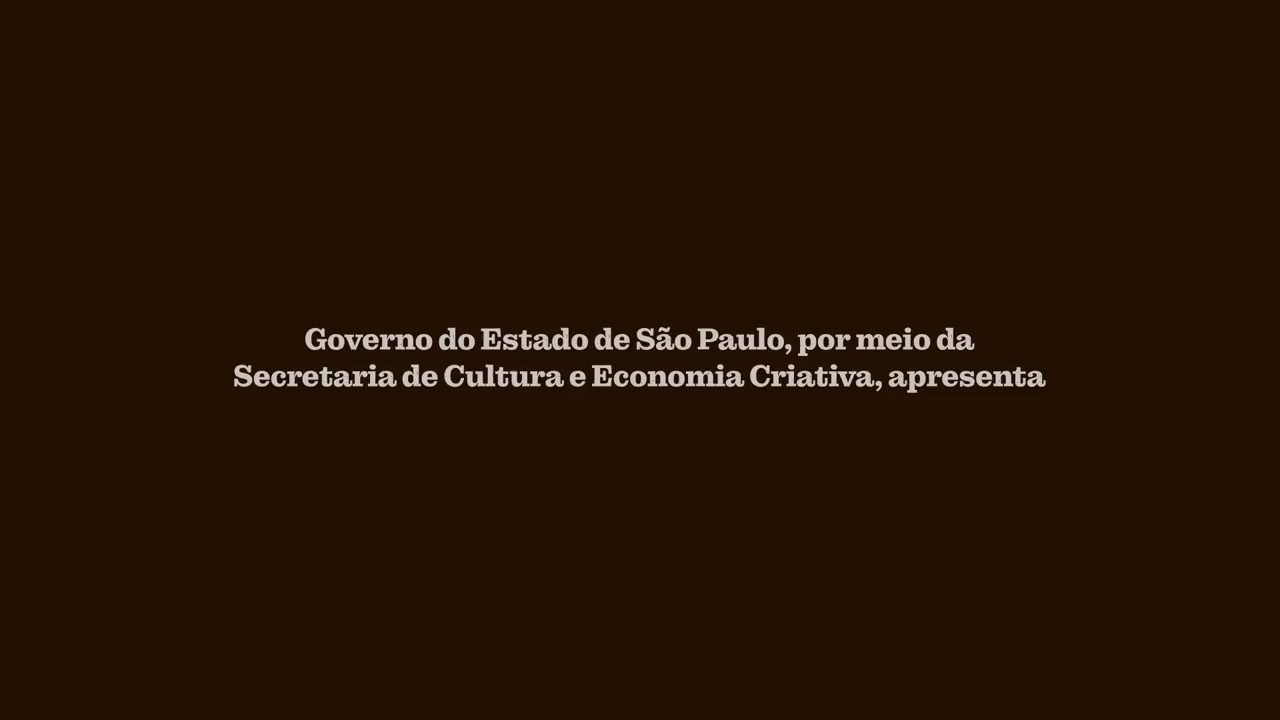 Governo do Estado de São Paulo, por meio da
Secretaria de Cultura e Economia Criativa, apresenta